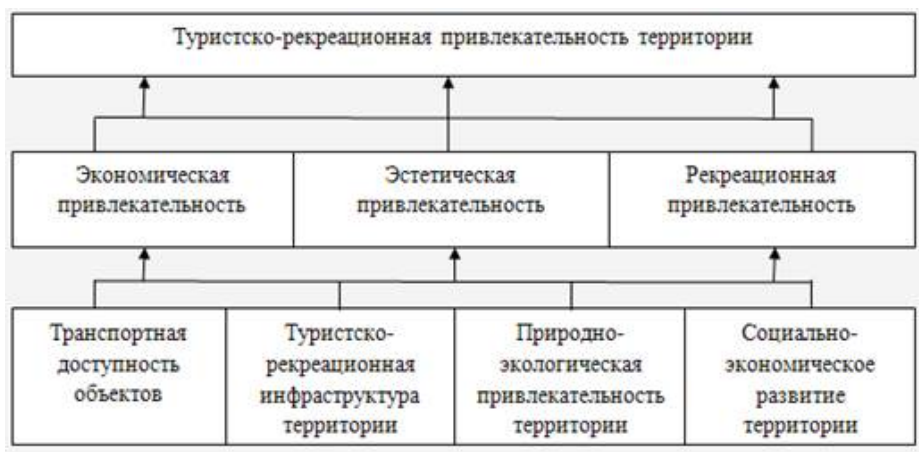 Туристско-рекреационная привлекательность территории
Экономическая
привлекательность
Эстетическая
привлекательность
Рекреационная
привлекательность
Транспортная
доступность
объектов
Туристско-
рекреационная
инфраструктура
территории
Природно-
экологическая
привлекательность
территории
Социально-
экономическое
развитие
территории